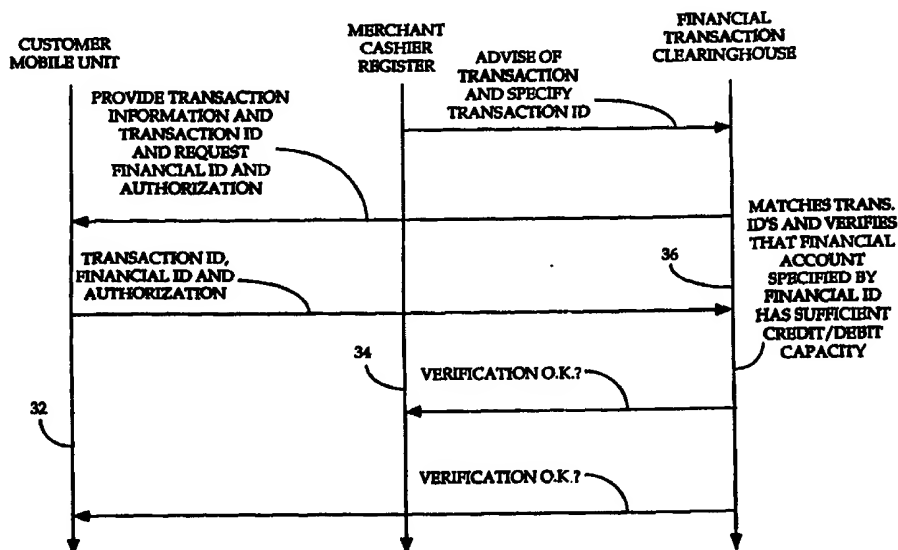 CUSTOMER
MOBILE UNIT
MERCHANT
CASHIER
REGISTER
FINANCIAL
TRANSACTION
CLEARINGHOUSE
ADVISE OF
TRANSACTION
AND SPECIFY
TRANSACTION ID
PROVIDE TRANSACTION
INFORMATION AND
TRANSACTION ID
AND REQUEST
FINANCIAL ID AND
AUTHORIZATION
TRANSACTION ID,
FINANCIAL ID AND
AUTHORIZATION
36
MATCHES TRANS.
ID'S AND VERIFIES
THAT FINANCIAL
ACCOUNT
SPECIFIED BY
FINANCIAL ID
HAS SUFFICIENT
CREDIT/DEBIT
CAPACITY
34
VERIFICATION O.K.?
32
VERIFICATION O.K.?